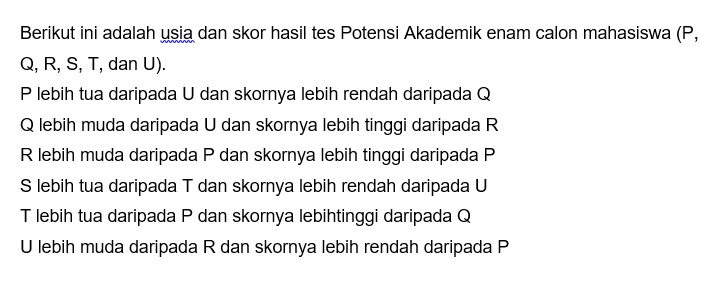 Berikut ini adalah usia dan skor hasil tes Potensi Akademik enam calon mahasiswa (P,
Q, R, S, T, dan U).
P lebih tua daripada U dan skornya lebih rendah daripada Q
Q lebih muda daripada U dan skornya lebih tinggi daripada R
R lebih muda daripada P dan skornya lebih tinggi daripada P
S lebih tua daripada T dan skornya lebih rendah daripada U
T lebih tua daripada P dan skornya lebihtinggi daripada Q
U lebih muda daripada R dan skornya lebih rendah daripada P